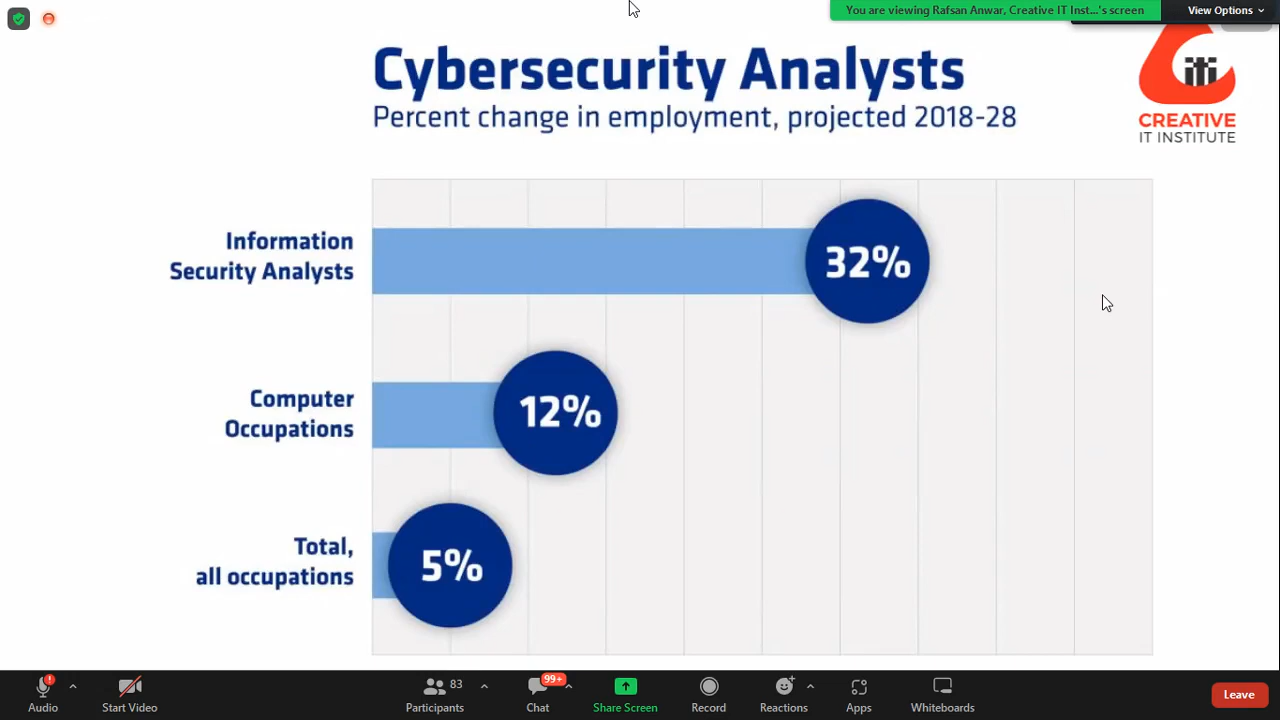 You are viewing Rafsan Anwar, Creative IT Inst...'s screen
View Options
Cybersecurity Analysts
Percent change in employment, projected 2018-28
iTi
CREATIVE
IT INSTITUTE
Information
Security Analysts
32%
Computer
Occupations
12%
Total,
all occupations
5%
Audio
Start Video
83
Participants
99+
Chat
Share Screen
Record
Reactions
Apps
Whiteboards
Leave